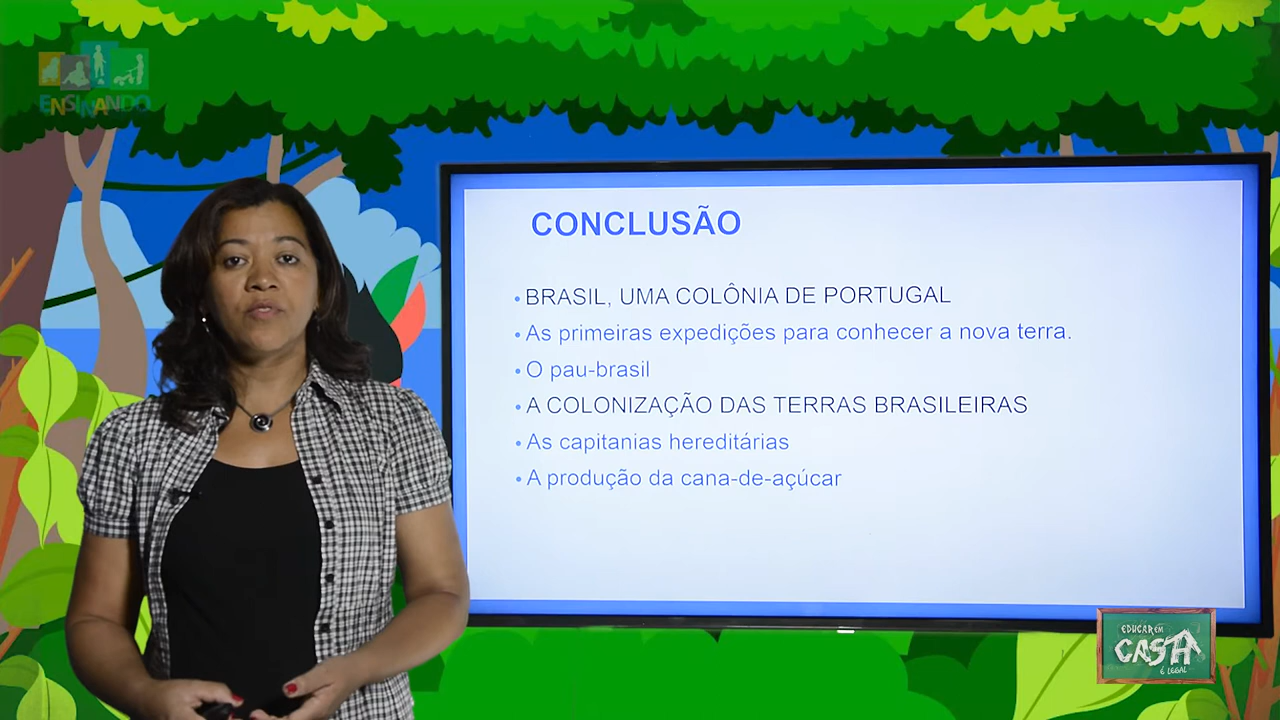 ENSINANDO
CONCLUSÃO
• BRASIL, UMA COLÔNIA DE PORTUGAL
• As primeiras expedições para conhecer a nova terra.
• O pau-brasil
• A COLONIZAÇÃO DAS TERRAS BRASILEIRAS
• As capitanias hereditárias
• A produção da cana-de-açúcar
EDUCAR EM
CASA
É LEGAL